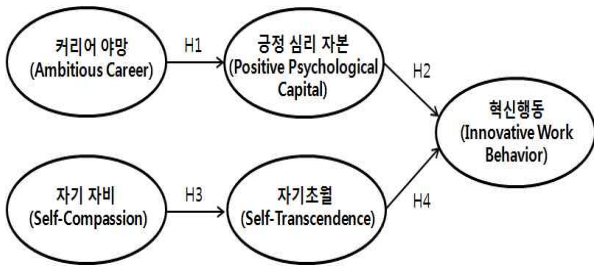 커리어 야망
(Ambitious Career)
H1
긍정 심리 자본
(Positive Psychological
Capital)
H2
혁신행동
(Innovative Work
Behavior)
자기 자비
(Self-Compassion)
H3
자기초월
(Self-Transcendence)
H4